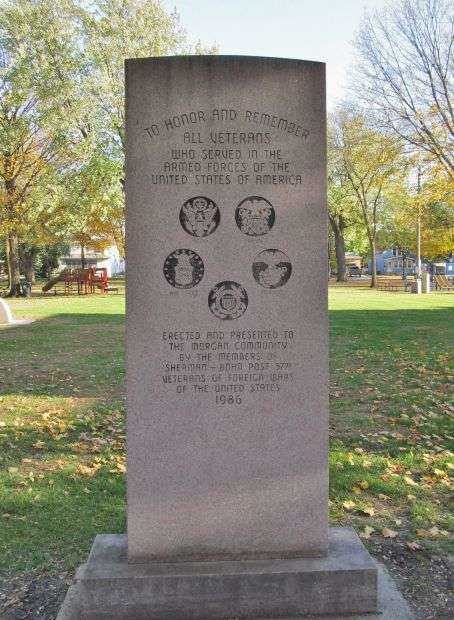 TO HONOR AND REMEMBER
ALL VETERANS
WHO SERVED IN THE
ARMED FORCES OF THE
UNITED STATES OF AMERICA
ERECTED AND PRESENTED TO
THE MORGAN COMMUNITY
BY THE MEMBERS OF
SHERMAN - BOHN POST
VETERANS OF FOREIGN WARS
OF THE UNITED STATES
1986